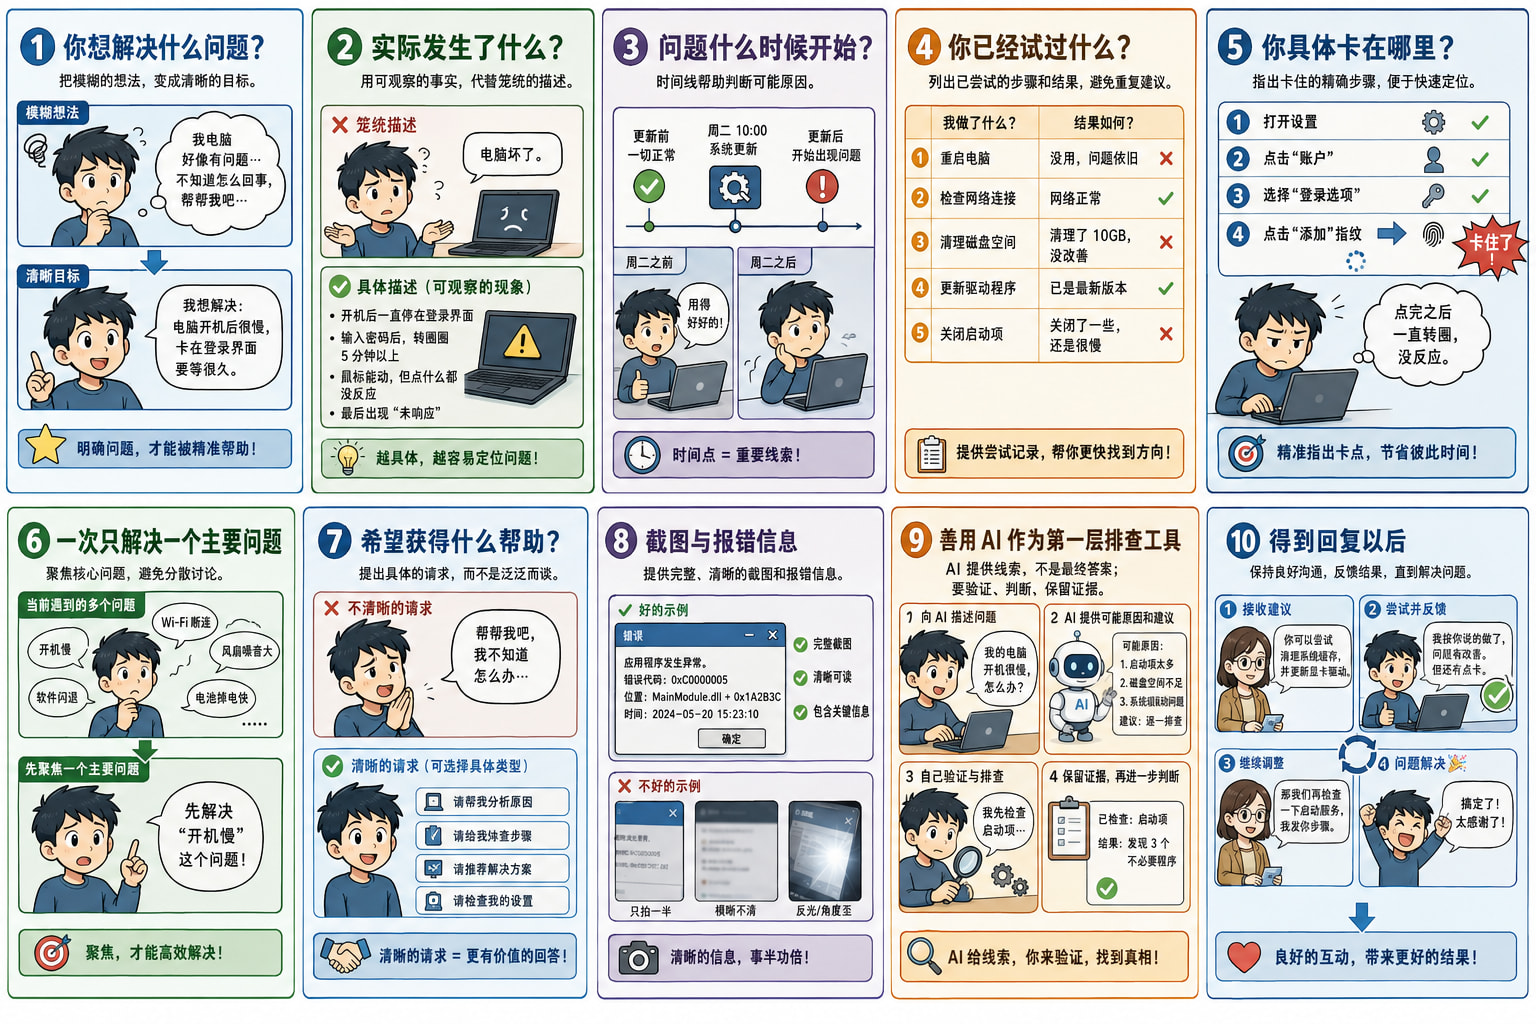 1 你想解决什么问题？
把模糊的想法，变成清晰的目标。
模糊想法
我电脑
好像有问题…
不知道怎么回事，
帮帮我吧…
清晰目标
我想解决：
电脑开机后很慢，
卡在登录界面
要等很久。
明确问题，才能被精准帮助！
2 实际发生了什么？
用可观察的事实，代替笼统的描述。
笼统描述
电脑坏了。
具体描述（可观察的现象）
• 开机后一直停在登录界面
• 输入密码后，转圈圈
5 分钟以上
• 鼠标能动，但点什么都
没反应
• 最后出现“未响应”
越具体，越容易定位问题！
3 问题什么时候开始？
时间线帮助判断可能原因。
更新前
一切正常
周二 10:00
系统更新
更新后
开始出现问题
周二之前
用得
好好的！
周二之后
时间点 = 重要线索！
4 你已经试过什么？
列出已尝试的步骤和结果，避免重复建议。
我做了什么？ 结果如何？
1 重启电脑 没用，问题依旧
2 检查网络连接 网络正常
3 清理磁盘空间 清理了 10GB，
没改善
4 更新驱动程序 已是最新版本
5 关闭启动项 关闭了一些，
还是很慢
提供尝试记录，帮你更快找到方向！
5 你具体卡在哪里？
指出卡住的精确步骤，便于快速定位。
1 打开设置
2 点击“账户”
3 选择“登录选项”
4 点击“添加”指纹
卡住了
！
点完之后
一直转圈，
没反应。
精准指出卡点，节省彼此时间！
6 一次只解决一个主要问题
聚焦核心问题，避免分散讨论。
当前遇到的多个问题
开机慢
Wi-Fi 断连
风扇噪音大
软件闪退
电池掉电快
……
先聚焦一个主要问题
先解决
“开机慢”
这个问题！
聚焦，才能高效解决！
7 希望获得什么帮助？
提出具体的请求，而不是泛泛而谈。
不清晰的请求
帮帮我吧，
我不知道
怎么办…
清晰的请求（可选择具体类型）
请帮我分析原因
请给我 步骤
请推荐解决方案
请检查我的设置
清晰的请求 = 更有价值的回答！
8 截图与报错信息
提供完整、清晰的截图和报错信息。
好的示例
错误
应用程序发生异常。
错误代码：0xC0000005
位置：MainModule.dll + 0x1A2B3C
时间：2024-05-20 15:23:10
确定
完整截图
清晰可读
包含关键信息
不好的示例
只拍一半
不清
反光/角度歪
清晰的信息，事半功倍！
9 善用 AI 作为第一层排查工具
AI 提供线索，不是最终答案；
要验证、判断、保留证据。
1 向 AI 描述问题
我的电脑
开机很慢，
怎么办？
2 AI 提供可能原因和建议
AI
可能原因：
1. 启动项太多
2. 磁盘空间不足
3. 系统 问题
建议：逐一排查
3 自己验证与排查
我先检查
启动项…
4 保留证据，再进一步判断
已检查：启动项
结果：发现 3 个
不必要程序
AI 给线索，你来验证，找到真相！
10 得到回复以后
保持良好沟通，反馈结果，直到解决问题。
1 接收建议
你可以尝试
清理系统缓存，
并更新显卡驱动。
2 尝试并反馈
我按你说的做了，
问题有改善。
但还有点卡。
3 继续调整
那我们再检查
一下启动服务，
我发你步骤。
4 问题解决
搞定了！
太感谢了！
良好的互动，带来更好的结果！